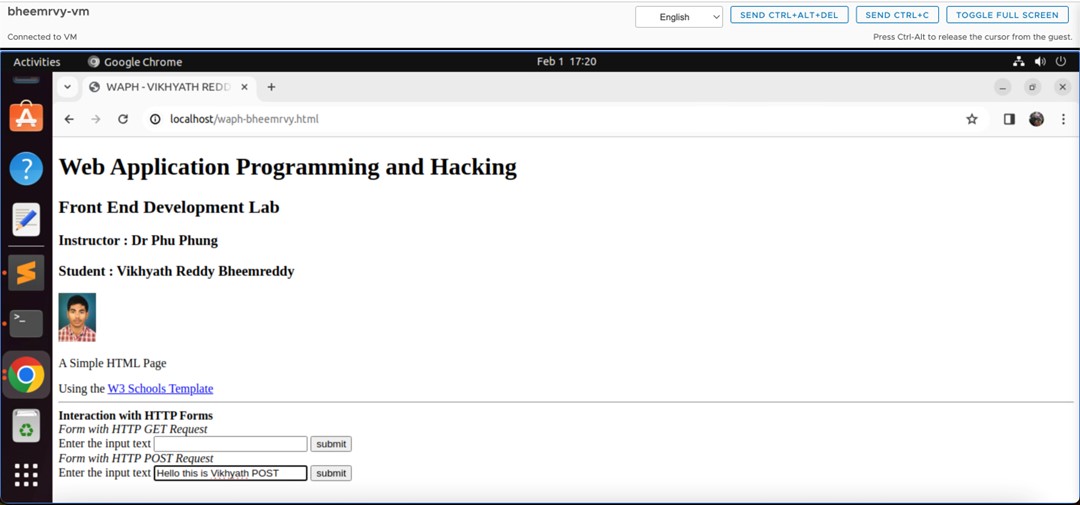 bheemrvy-vm
English
SEND CTRL+ALT+DEL
SEND CTRL+C
TOGGLE FULL SCREEN
Connected to VM
Press Ctrl-Alt to release the cursor from the guest.
Activities
Google Chrome
Feb 1 17:20
WAPH - VIKHYATH REDD
localhost/waph-bheemrvy.html
Web Application Programming and Hacking
Front End Development Lab
Instructor : Dr Phu Phung
Student : Vikhyath Reddy Bheemreddy
A Simple HTML Page
Using the W3 Schools Template
Interaction with HTTP Forms
Form with HTTP GET Request
Enter the input text submit
Form with HTTP POST Request
Enter the input text Hello this is Vikhyath POST submit